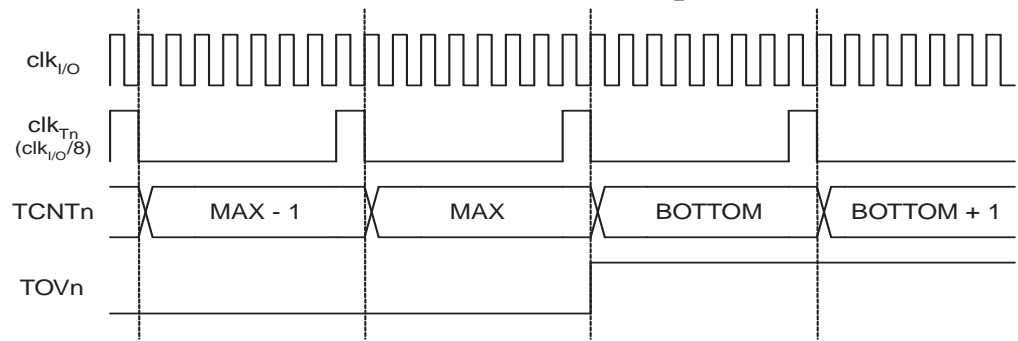 clkI/O
clkTn
(clkI/O/8)
TCNTn MAX - 1 MAX BOTTOM BOTTOM + 1
TOVn